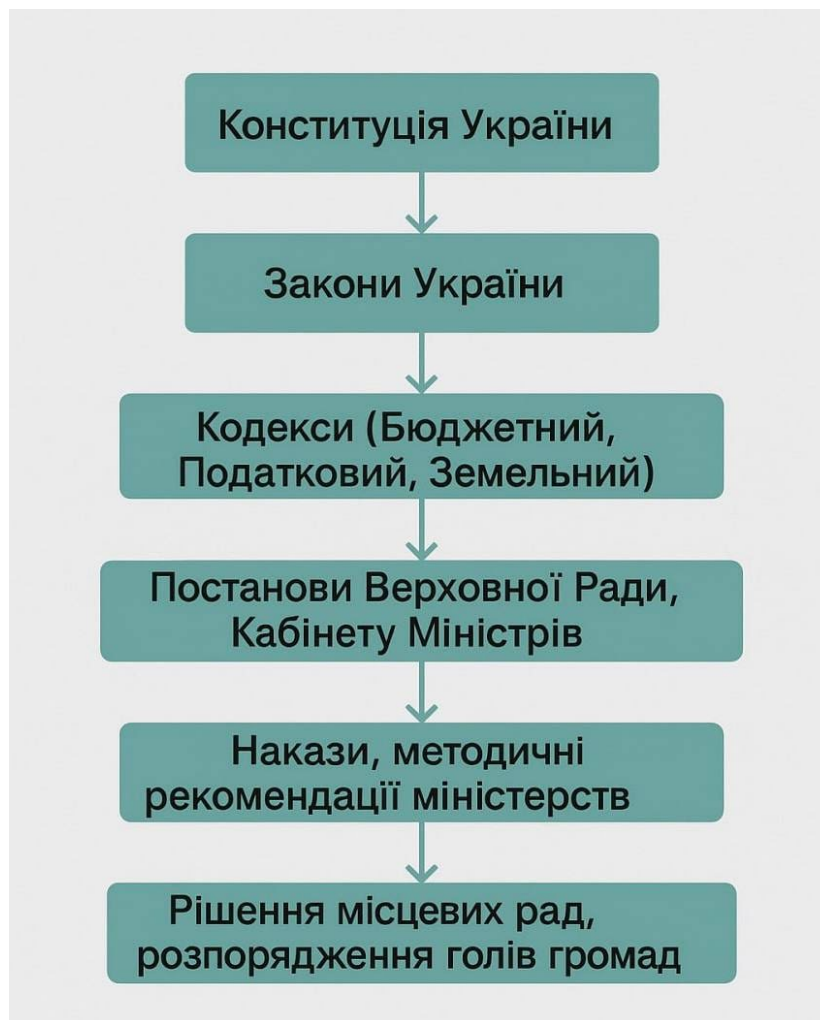 Конституція України
Закони України
Кодекси (Бюджетний,
Податковий, Земельний)
Постанови Верховної Ради,
Кабінету Міністрів
Накази, методичні
рекомендації міністерств
Рішення місцевих рад,
розпорядження голів громад